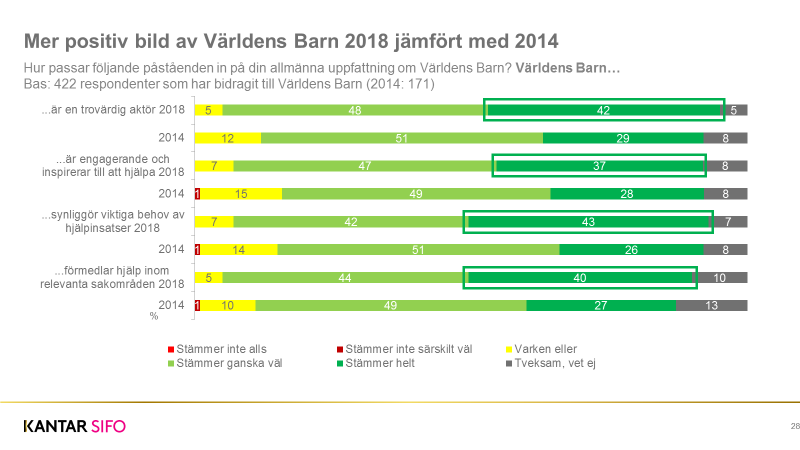 Mer positiv bild av Världens Barn 2018 jämfört med 2014
Hur passar följande påståenden in på din allmänna uppfattning om Världens Barn? Världens Barn…
Bas: 422 respondenter som har bidragit till Världens Barn (2014: 171)
...är en trovärdig aktör 2018 5 48 42 5
2014 12 51 29 8
...är engagerande och
inspirerar till att hjälpa 2018 7 47 37 8
2014 1 15 49 28 8
...synliggör viktiga behov av
hjälpinsatser 2018 7 42 43 7
2014 1 14 51 26 8
...förmedlar hjälp inom
relevanta sakområden 2018 5 44 40 10
2014 1 10 49 27 13
%
Stämmer inte alls Stämmer inte särskilt väl Varken eller
Stämmer ganska väl Stämmer helt Tveksam, vet ej
KANTAR SIFO
28